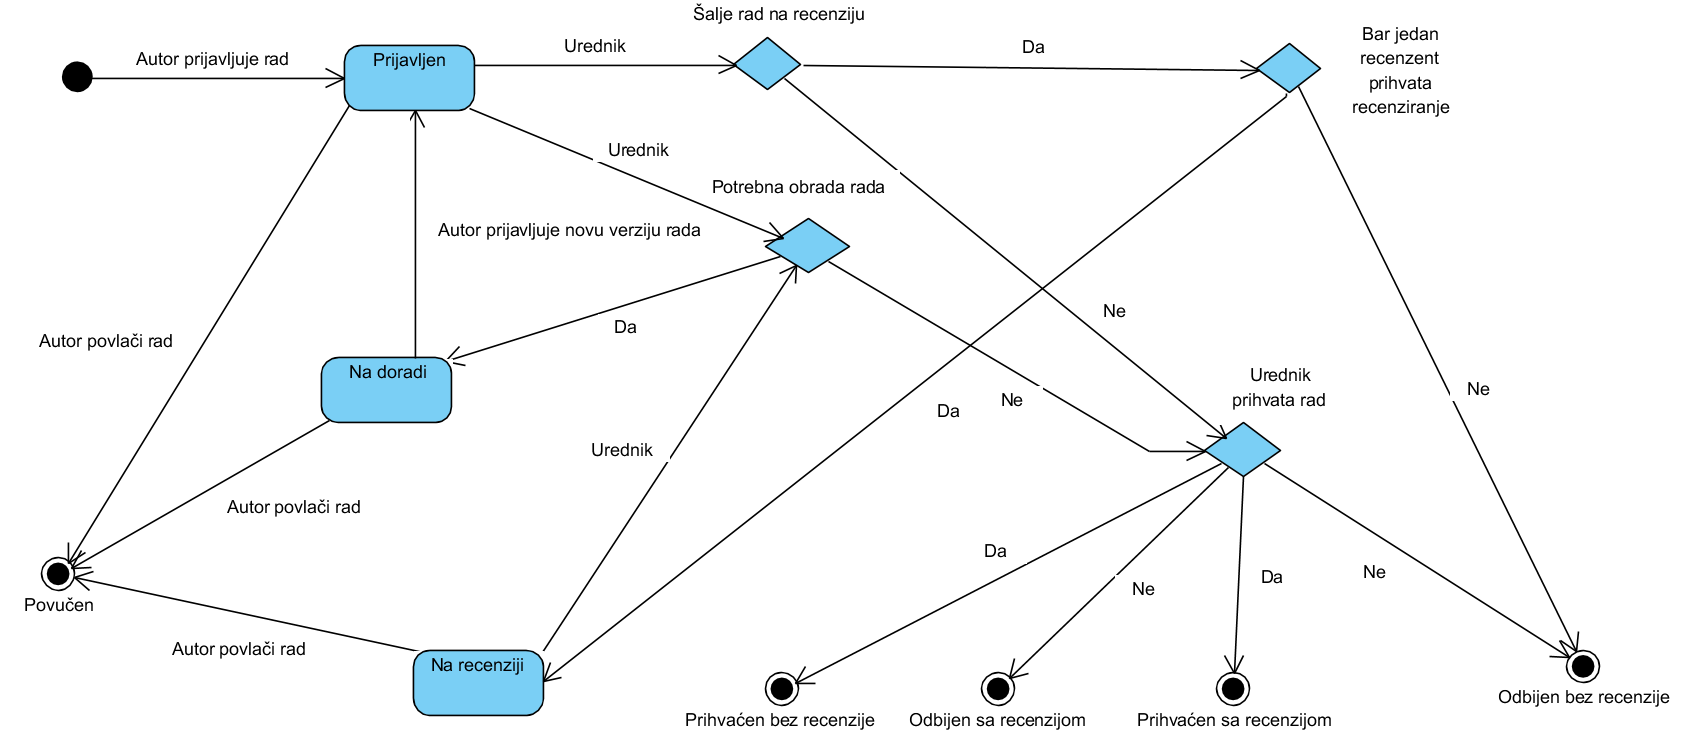 Šalje rad na recenziju
Autor prijavljuje rad
Prijavljen
Urednik
Da
Bar jedan
recenzent
prihvata
recenziranje
Urednik
Potrebna obrada rada
Autor prijavljuje novu verziju rada
Autor povlači rad
Da
Ne
Na doradi
Urednik
prihvata rad
Ne
Da
Ne
Urednik
Autor povlači rad
Da
Ne
Da
Ne
Povučen
Autor povlači rad
Na recenziji
Prihvaćen bez recenzije
Odbijen sa recenzijom
Prihvaćen sa recenzijom
Odbijen bez recenzije